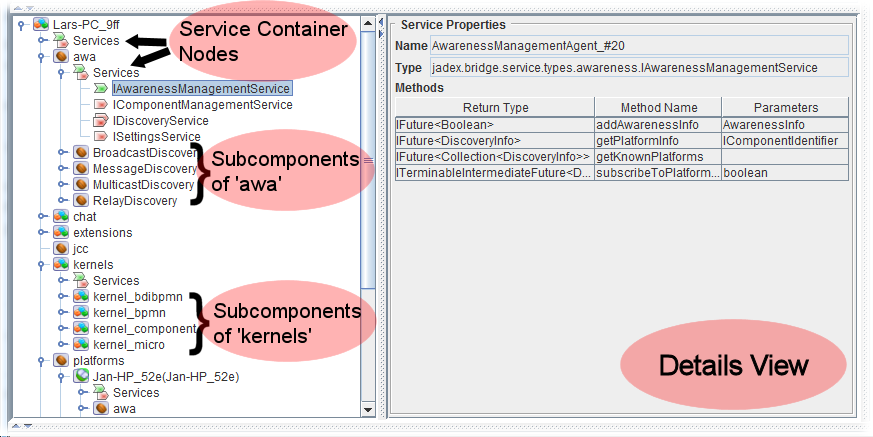 Lars-PC_9ff
Services
awa
Services
IAwarenessManagementService
IComponentManagementService
IDiscoveryService
ISettingsService
BroadcastDiscover
MessageDiscovery
MulticastDiscovery
RelayDiscovery
chat
extensions
jcc
kernels
Services
kernel_bdibpmn
kernel_bpmn
kernel_component
kernel_micro
platforms
Jan-HP_52e(Jan-HP_52e)
Services
awa
Service Container
Nodes
Subcomponents
of 'awa'
Subcomponents
of 'kernels'
Service Properties
Name AwarenessManagementAgent_#20
Type jadex.bridge.service.types.awareness.IAwarenessManagementService
Methods
Return Type Method Name Parameters
IFuture<Boolean> addAwarenessInfo AwarenessInfo
IFuture<DiscoveryInfo> getPlatformInfo IComponentIdentifier
IFuture<Collection<DiscoveryInfo>> getKnownPlatforms
ITerminableIntermediateFuture<D... subscribeToPlatform... boolean
Details View